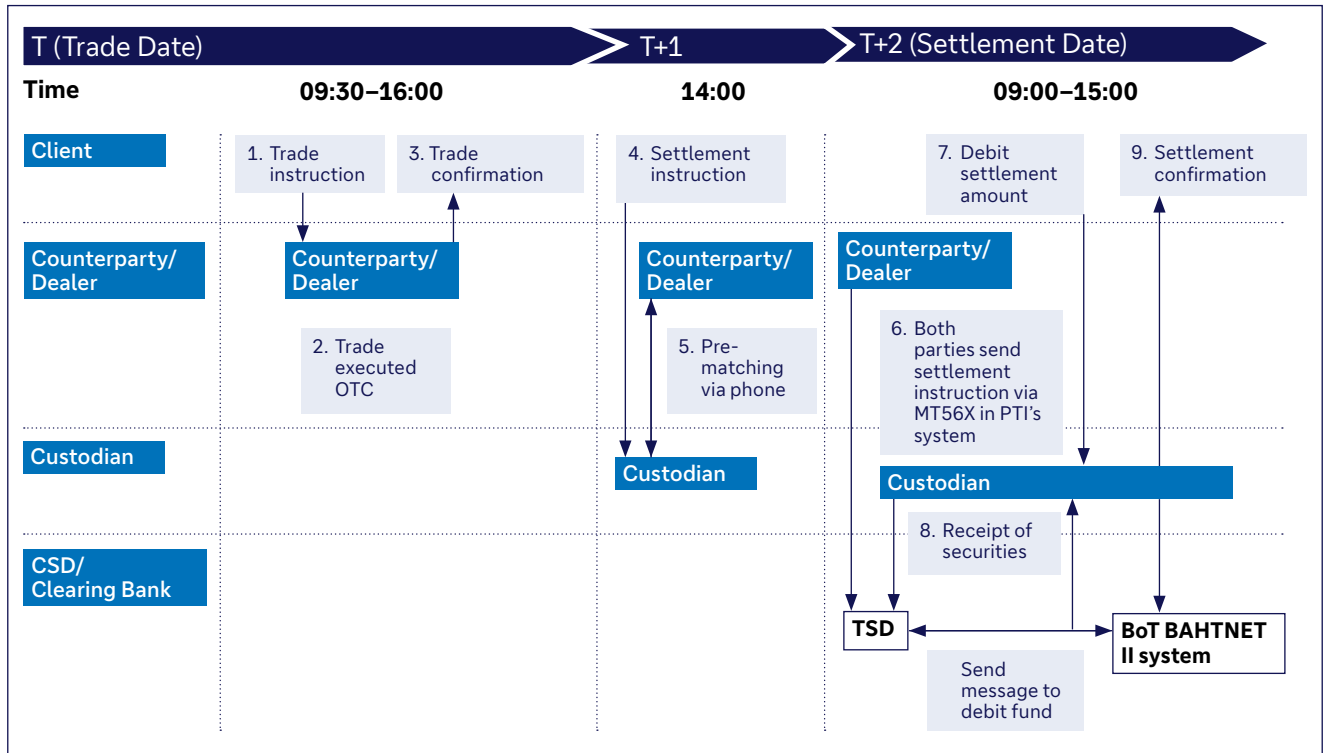 T (Trade Date)
T+1
T+2 (Settlement Date)
Time
09:30–16:00
14:00
09:00–15:00
Client
1. Trade
instruction
3. Trade
confirmation
4. Settlement
instruction
7. Debit
settlement
amount
9. Settlement
confirmation
Counterparty/
Dealer
Counterparty/
Dealer
2. Trade
executed
OTC
Counterparty/
Dealer
5. Pre-
matching
via phone
Counterparty/
Dealer
6. Both
parties send
settlement
instruction via
MT56X in PTI’s
system
Custodian
Custodian
Custodian
8. Receipt of
securities
CSD/
Clearing Bank
TSD
BoT BAHTNET
II system
Send
message to
debit fund